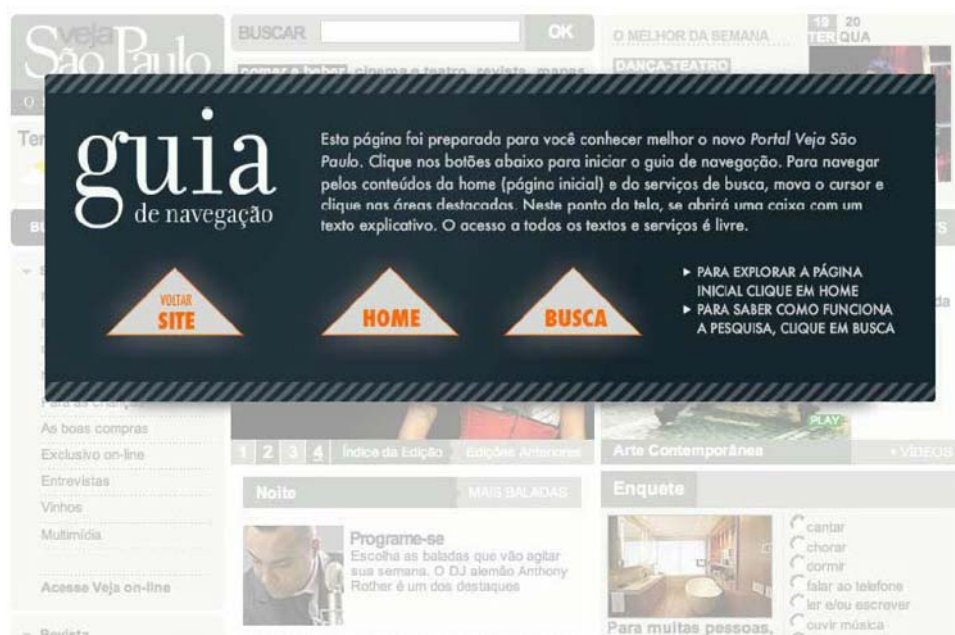 veja
São Paulo
BUSCAR
OK
comer e beber, cinema e teatro, revista, mapas
O MELHOR DA SEMANA
DANÇA-TEATRO
19 20
TER QUA
guia
de navegação
Esta página foi preparada para você conhecer melhor o novo Portal Veja São
Paulo. Clique nos botões abaixo para iniciar o guia de navegação. Para navegar
pelos conteúdos da home (página inicial) e do serviços de busca, mova o cursor e
clique nas áreas destacadas. Neste ponto da tela, se abrirá uma caixa com um
texto explicativo. O acesso a todos os textos e serviços é livre.
VOLTAR
SITE
HOME
BUSCA
▸ PARA EXPLORAR A PÁGINA
INICIAL CLIQUE EM HOME
▸ PARA SABER COMO FUNCIONA
A PESQUISA, CLIQUE EM BUSCA
Para as crianças
As boas compras
Exclusivo on-line
Entrevistas
Vinhos
Multimídia
Acesse Veja on-line
Revista
1 2 3 4 Índice da Edição Edições Anteriores
Noite
MAIS BALADAS
Programe-se
Escolha as baladas que vão agitar
sua semana. O DJ alemão Anthony
Rother é um dos destaques
PLAY
Arte Contemporânea
+ VÍDEOS
Enquete
cantar
chorar
dormir
falar ao telefone
ler e/ou escrever
ouvir música
Para muitas pessoas,